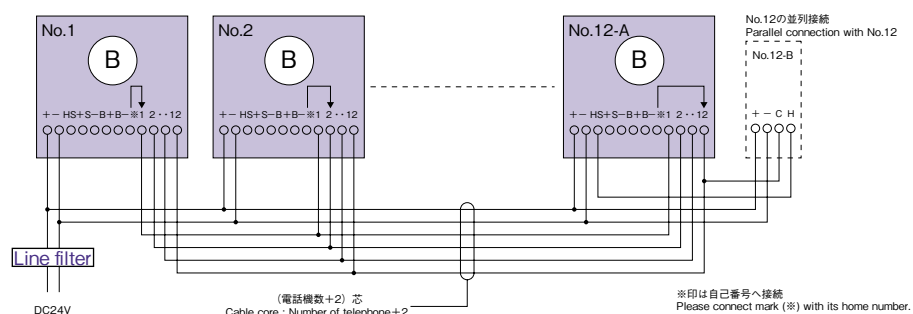 No.1
B
+− HS+S−B+B−※1 2‥12
No.2
B
+− HS+S−B+B−※1 2‥12
No.12-A
B
+− HS+S−B+B−※1 2‥12
No.12の並列接続
Parallel connection with No.12
No.12-B
+ − C H
Line filter
DC24V
(電話機数+2)芯
Cable core : Number of telephone+2
※印は自己番号へ接続
Please connect mark (※) with its home number.